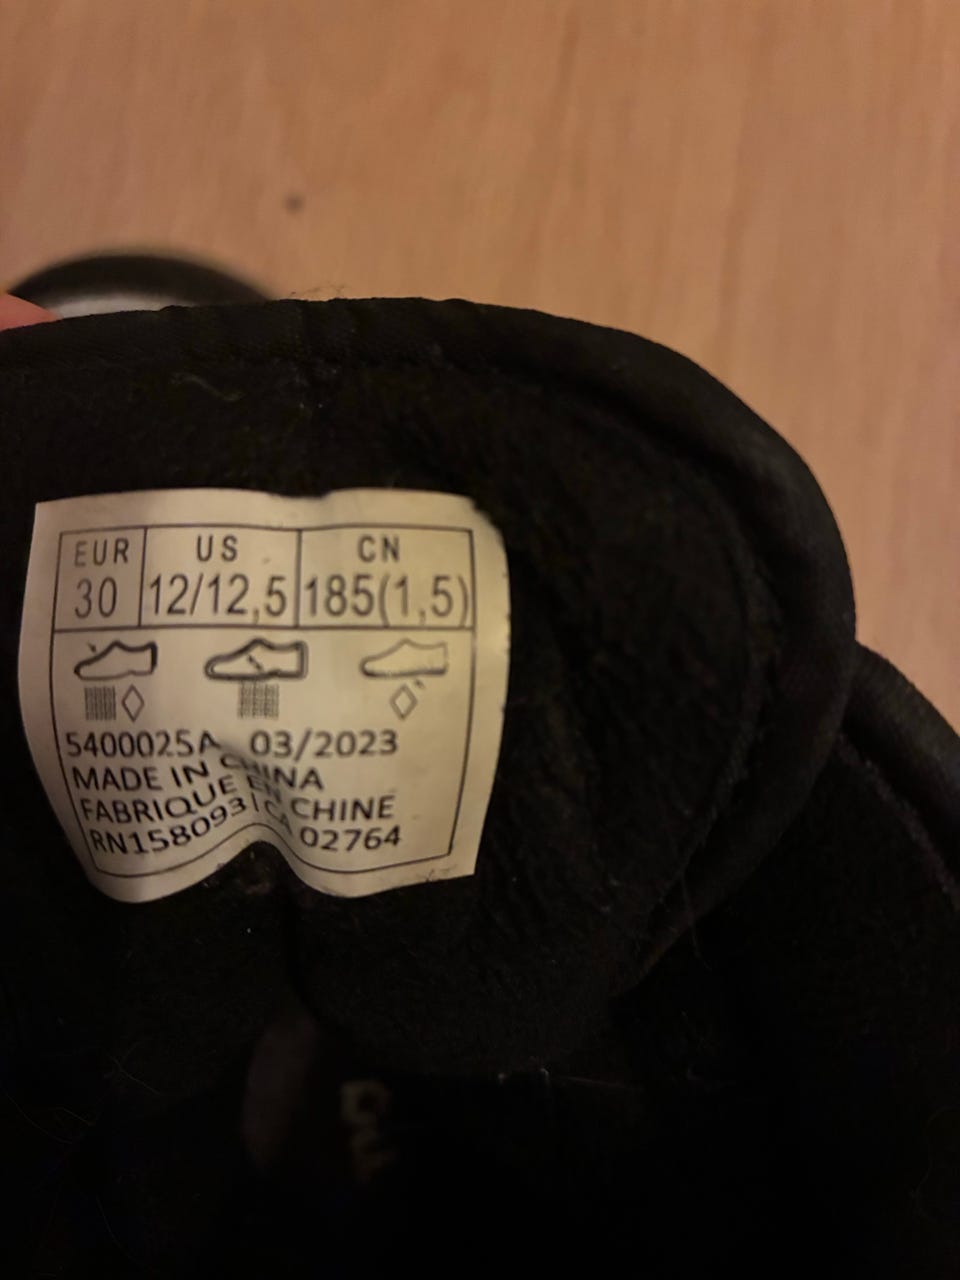 EUR US CN
30 12/12,5 185(1,5)
5400025A 03/2023
MADE IN CHINA
FABRIQUE EN CHINE
RN158093 CA 02764